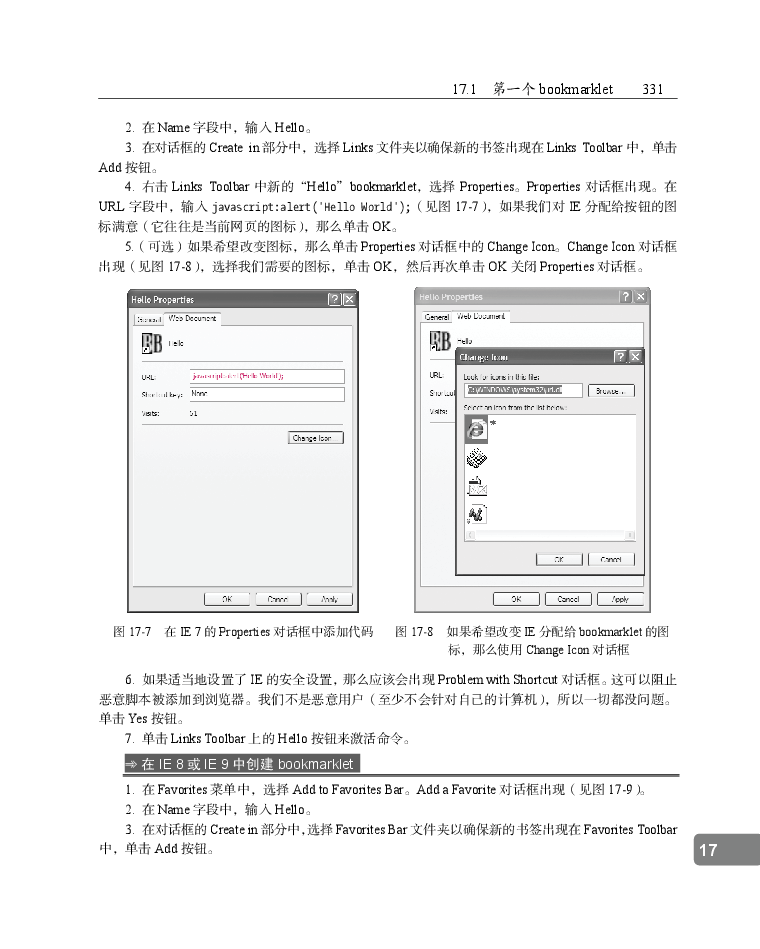 17.1 第一个 bookmarklet 331
2. 在 Name 字段中，输入 Hello。
3. 在对话框的 Create in 部分中，选择 Links 文件夹以确保新的书签出现在 Links Toolbar 中，单击
Add 按钮。
4. 右击 Links Toolbar 中新的“Hello”bookmarklet，选择 Properties。Properties 对话框出现。在
URL 字段中，输入 javascript:alert('Hello World');（见图 17-7），如果我们对 IE 分配给按钮的图
标满意（它往往是当前网页的图标），那么单击 OK。
5.（可选）如果希望改变图标，那么单击 Properties 对话框中的 Change Icon。Change Icon 对话框
出现（见图 17-8），选择我们需要的图标，单击 OK，然后再次单击 OK 关闭 Properties 对话框。
Hello Properties
General Web Document
Hello
URL: javascript:alert('Hello World');
Shortcut key: None
Visits: 51
Change Icon...
OK Cancel Apply
Hello Properties
General Web Document
Hello
Change Icon
URL:
Look for icons in this file:
Shortcut
Browse...
Visits:
Select an icon from the list below:
OK Cancel
OK Cancel Apply
图 17-7 在 IE 7 的 Properties 对话框中添加代码
图 17-8 如果希望改变 IE 分配给 bookmarklet 的图
标，那么使用 Change Icon 对话框
6. 如果适当地设置了 IE 的安全设置，那么应该会出现 Problem with Shortcut 对话框。这可以阻止
恶意脚本被添加到浏览器。我们不是恶意用户（至少不会针对自己的计算机），所以一切都没问题。
单击 Yes 按钮。
7. 单击 Links Toolbar 上的 Hello 按钮来激活命令。
➾ 在 IE 8 或 IE 9 中创建 bookmarklet
1. 在 Favorites 菜单中，选择 Add to Favorites Bar。Add a Favorite 对话框出现（见图 17-9）。
2. 在 Name 字段中，输入 Hello。
3. 在对话框的 Create in 部分中，选择 Favorites Bar 文件夹以确保新的书签出现在 Favorites Toolbar
中，单击 Add 按钮。
17